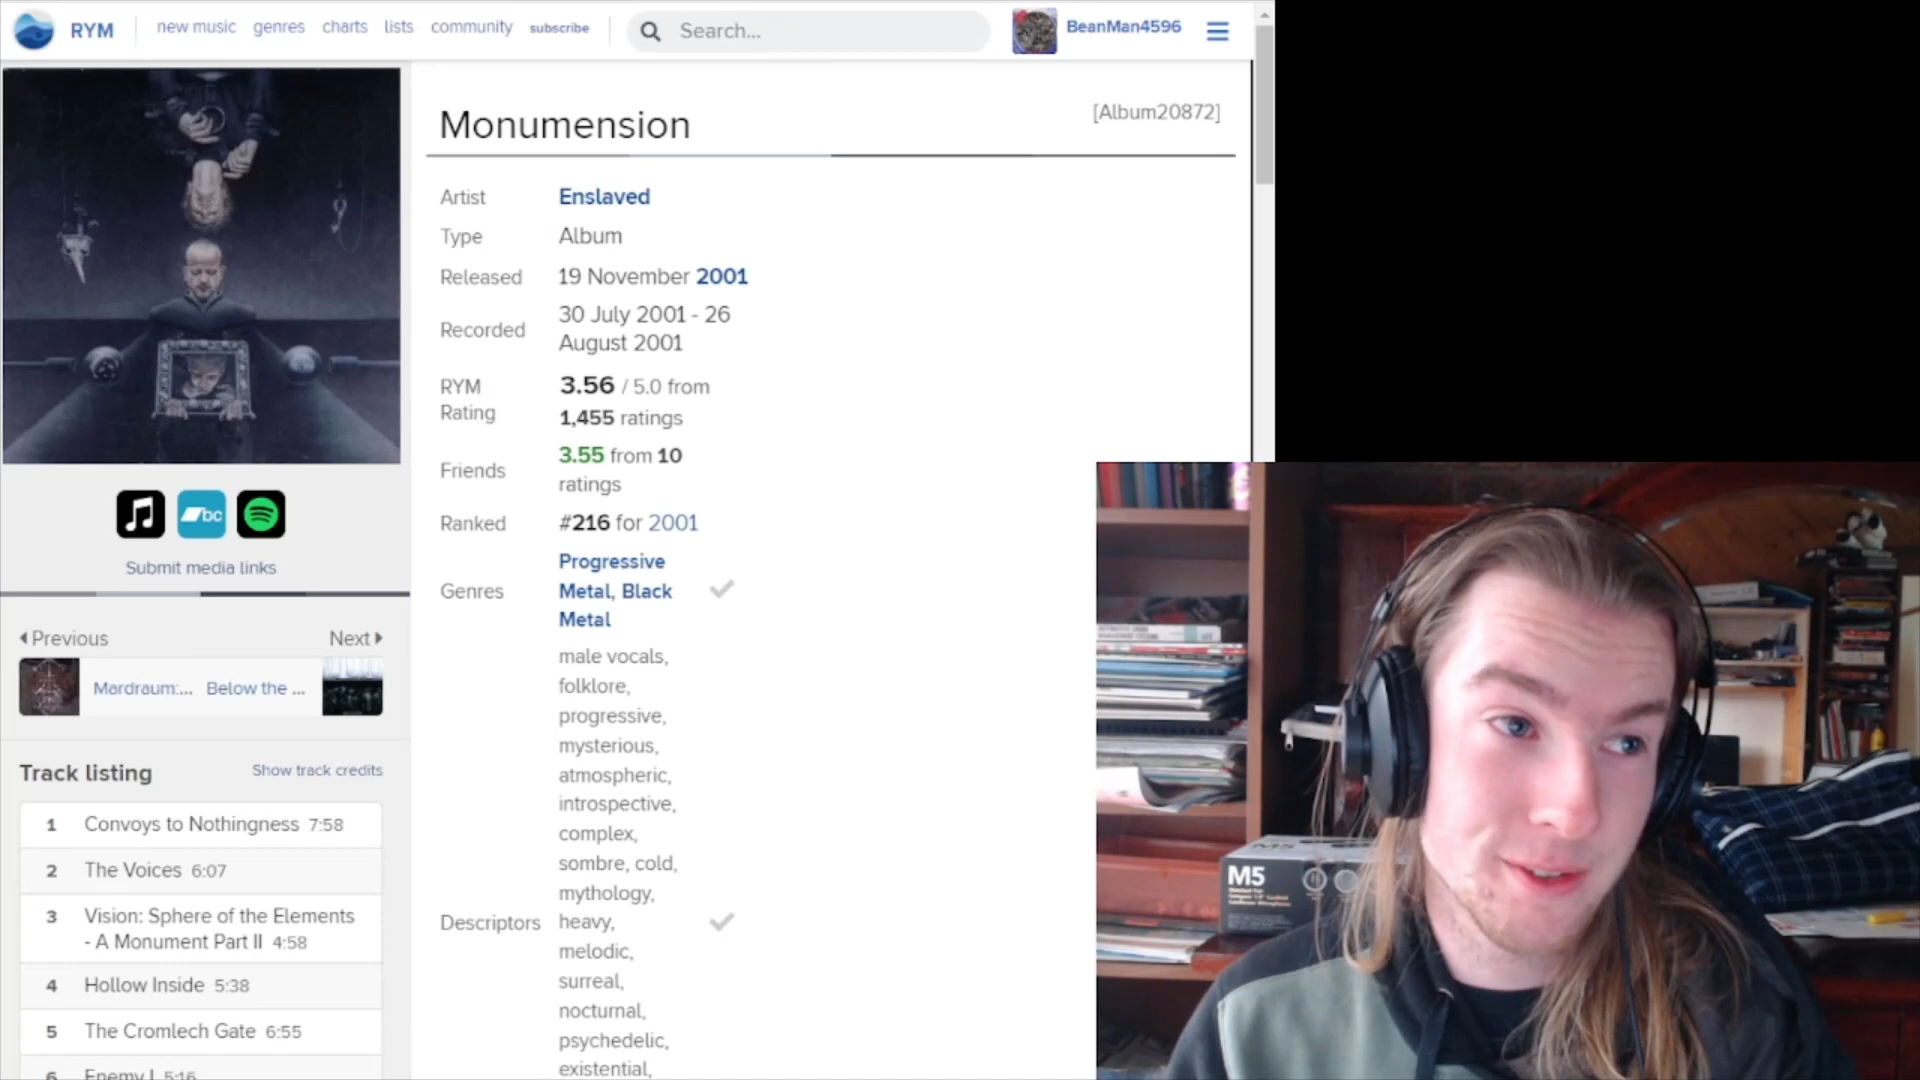 RYM
new music genres charts lists community subscribe
Search...
BeanMan4596
Monumension
[Album20872]
Artist Enslaved
Type Album
Released 19 November 2001
Recorded 30 July 2001 - 26
August 2001
RYM
Rating
3.56 / 5.0 from
1,455 ratings
Friends
3.55 from 10
ratings
Ranked #216 for 2001
Genres
Progressive
Metal, Black
Metal
Descriptors
male vocals,
folklore,
progressive,
mysterious,
atmospheric,
introspective,
complex,
sombre, cold,
mythology,
heavy,
melodic,
surreal,
nocturnal,
psychedelic,
existential,
bc
Submit media links
Previous Next
Mardraum:... Below the ...
Track listing Show track credits
1 Convoys to Nothingness 7:58
2 The Voices 6:07
3 Vision: Sphere of the Elements
- A Monument Part II 4:58
4 Hollow Inside 5:38
5 The Cromlech Gate 6:55
6 Enemy I 5:16
M5